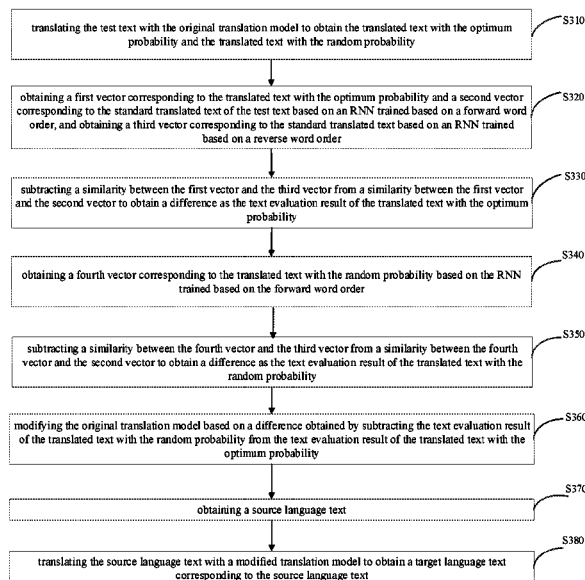 translating the test text with the original translation model to obtain the translated text with the optimum
probability and the translated text with the random probability
S310
obtaining a first vector corresponding to the translated text with the optimum probability and a second vector
corresponding to the standard translated text of the test text based on an RNN trained based on a forward word
order, and obtaining a third vector corresponding to the standard translated text based on an RNN trained
based on a reverse word order
S320
subtracting a similarity between the first vector and the third vector from a similarity between the first vector
and the second vector to obtain a difference as the text evaluation result of the translated text with the optimum
probability
S330
obtaining a fourth vector corresponding to the translated text with the random probability based on the RNN
trained based on the forward word order
S340
subtracting a similarity between the fourth vector and the third vector from a similarity between the fourth
vector and the second vector to obtain a difference as the text evaluation result of the translated text with the
random probability
S350
modifying the original translation model based on a difference obtained by subtracting the text evaluation result
of the translated text with the random probability from the text evaluation result of the translated text with the
optimum probability
S360
obtaining a source language text
S370
translating the source language text with a modified translation model to obtain a target language text
corresponding to the source language text
S380